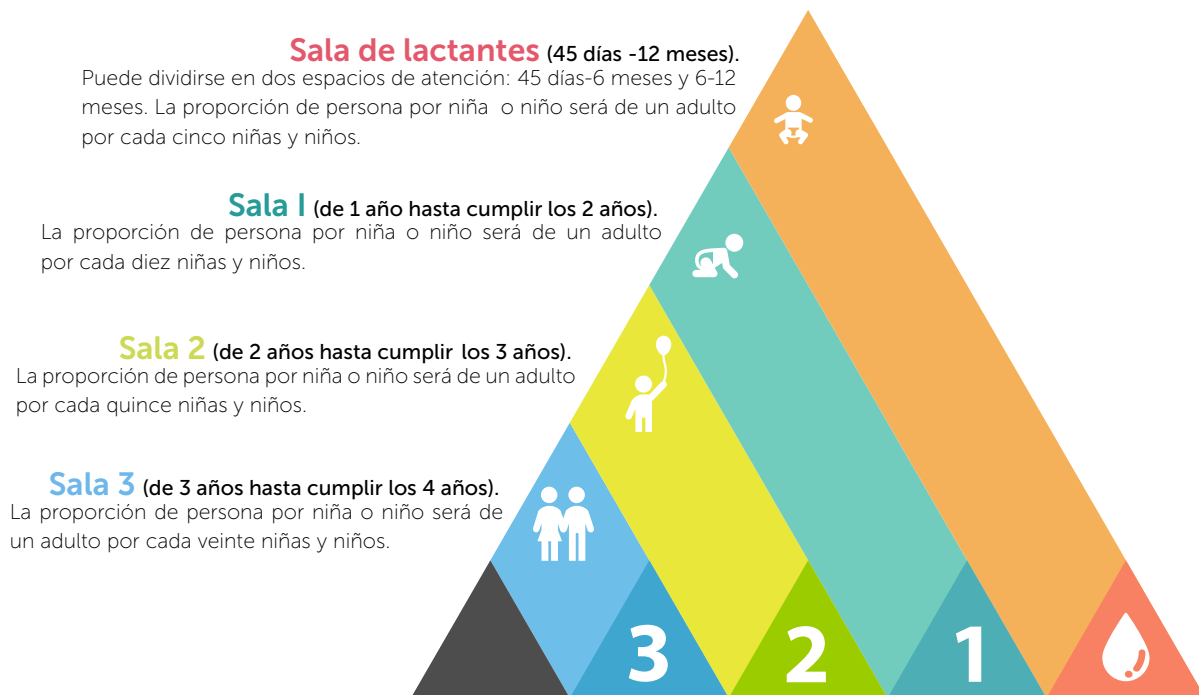 Sala de lactantes (45 días -12 meses).
Puede dividirse en dos espacios de atención: 45 días-6 meses y 6-12
meses. La proporción de persona por niña o niño será de un adulto
por cada cinco niñas y niños.
Sala I (de 1 año hasta cumplir los 2 años).
La proporción de persona por niña o niño será de un adulto
por cada diez niñas y niños.
Sala 2 (de 2 años hasta cumplir los 3 años).
La proporción de persona por niña o niño será de un adulto
por cada quince niñas y niños.
Sala 3 (de 3 años hasta cumplir los 4 años).
La proporción de persona por niña o niño será de
un adulto por cada veinte niñas y niños.
3 2 1